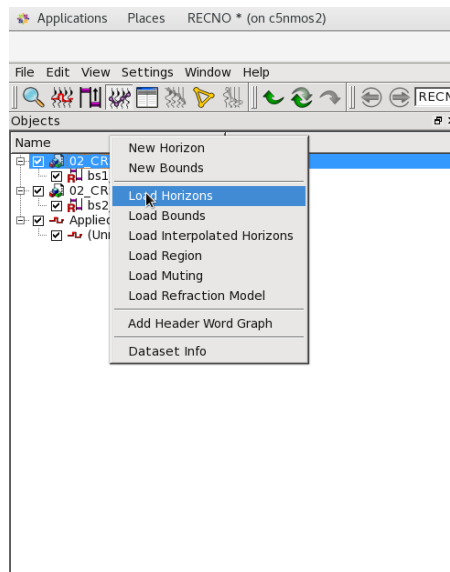 Applications Places RECNO * (on c5nmos2)
File Edit View Settings Window Help
Objects
Name
New Horizon
New Bounds
02_CR
bs1
Load Horizons
02_CR
Load Bounds
bs2
Applied
Load Interpolated Horizons
Load Region
Load Muting
Load Refraction Model
Add Header Word Graph
Dataset Info